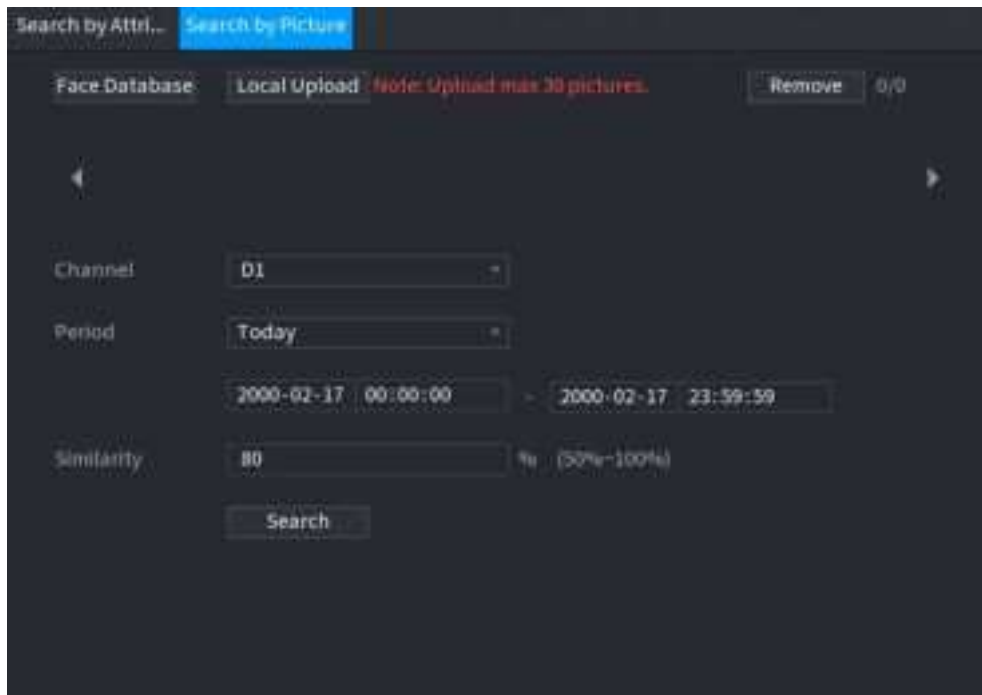 Search by Attri... Search by Picture
Face Database Local Upload Note: Upload max 30 pictures. Remove 0/0
Channel D1
Period Today
2000-02-17 00:00:00 - 2000-02-17 23:59:59
Similarity 80 % (50%~100%)
Search